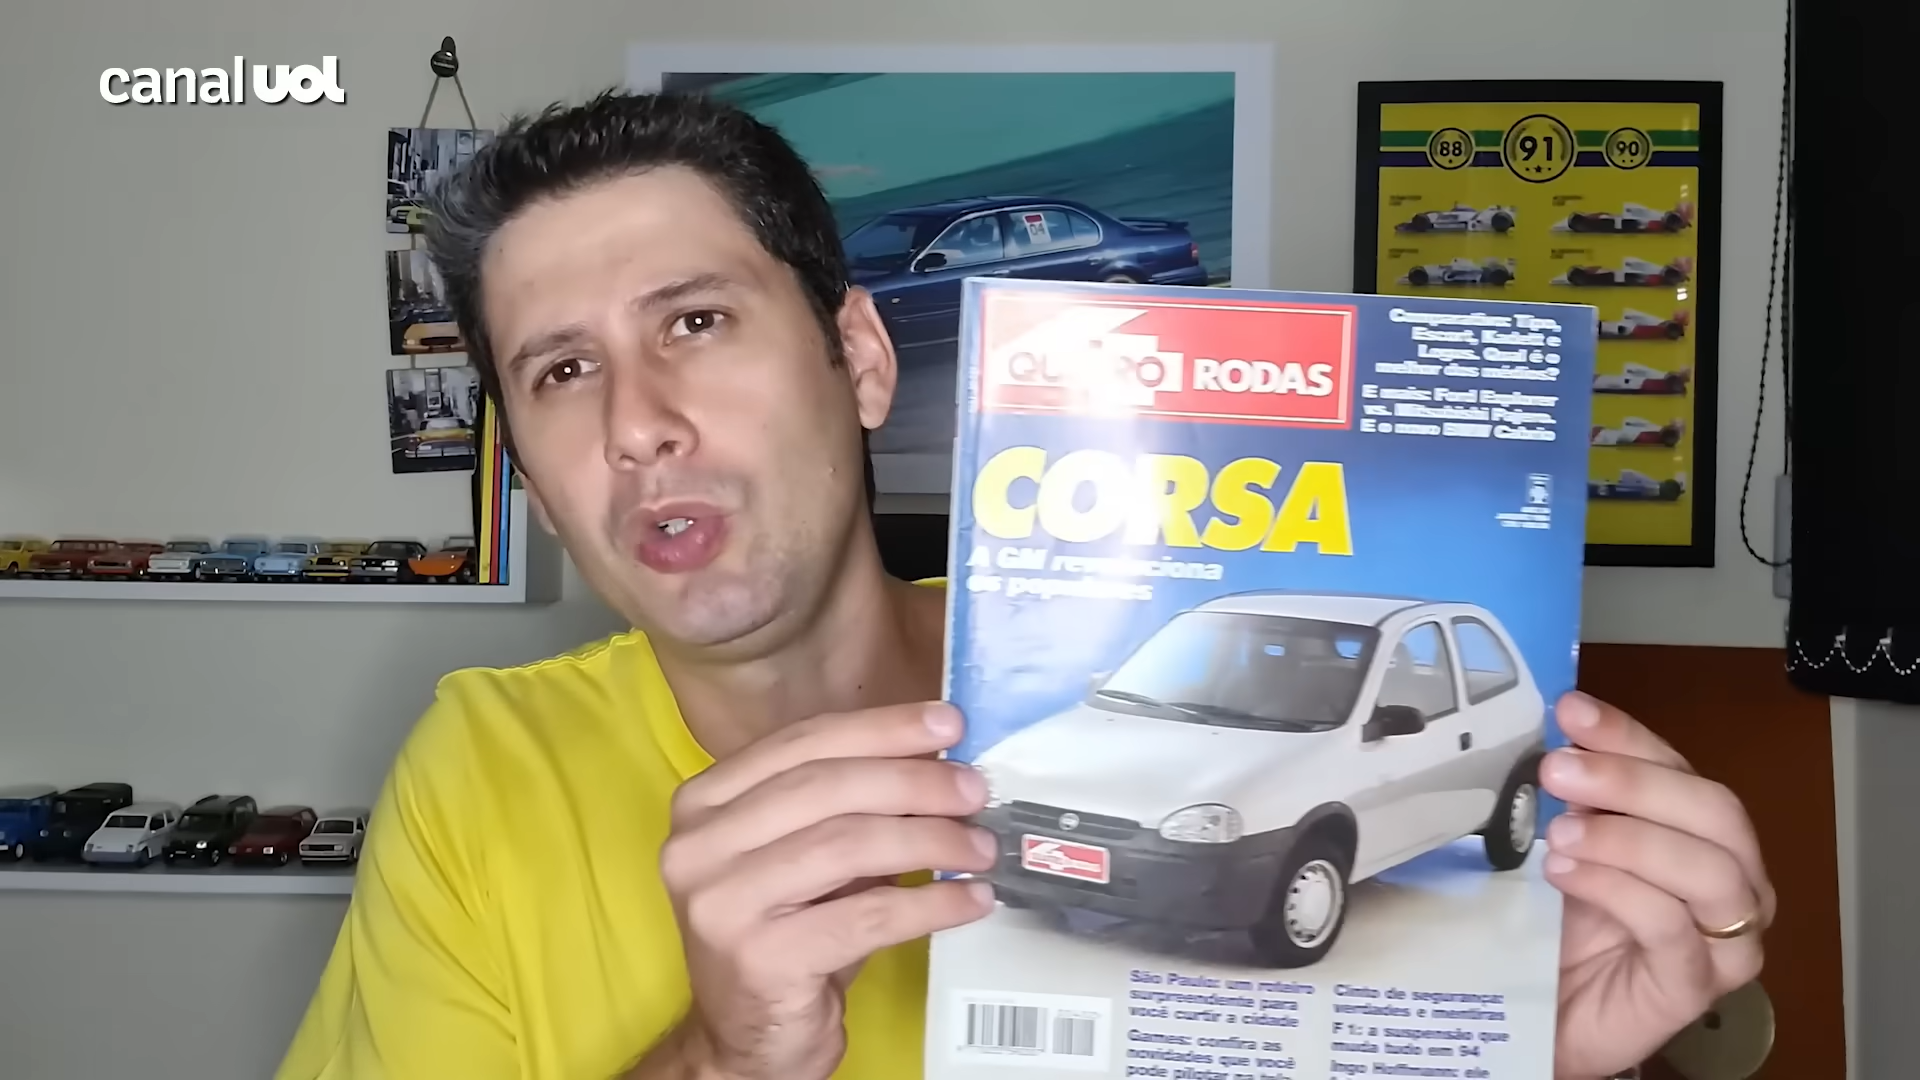 canal uol
88 91 90
04
QUATRO RODAS
Comparativo: Tipo,
Escort, Kadett e
Logus. Qual é o
melhor dos médios?
E mais: Ford Explorer
vs. Mitsubishi Pajero.
E o novo BMW Cabrio
CORSA
A GM revoluciona
os populares
São Paulo: um roteiro
surpreendente para
você curtir a cidade
Games: confira as
novidades que você
pode pilotar na tela
Cinto de segurança:
verdades e mentiras
F 1: a suspensão que
muda tudo em 94
Ingo Hoffmann: ele